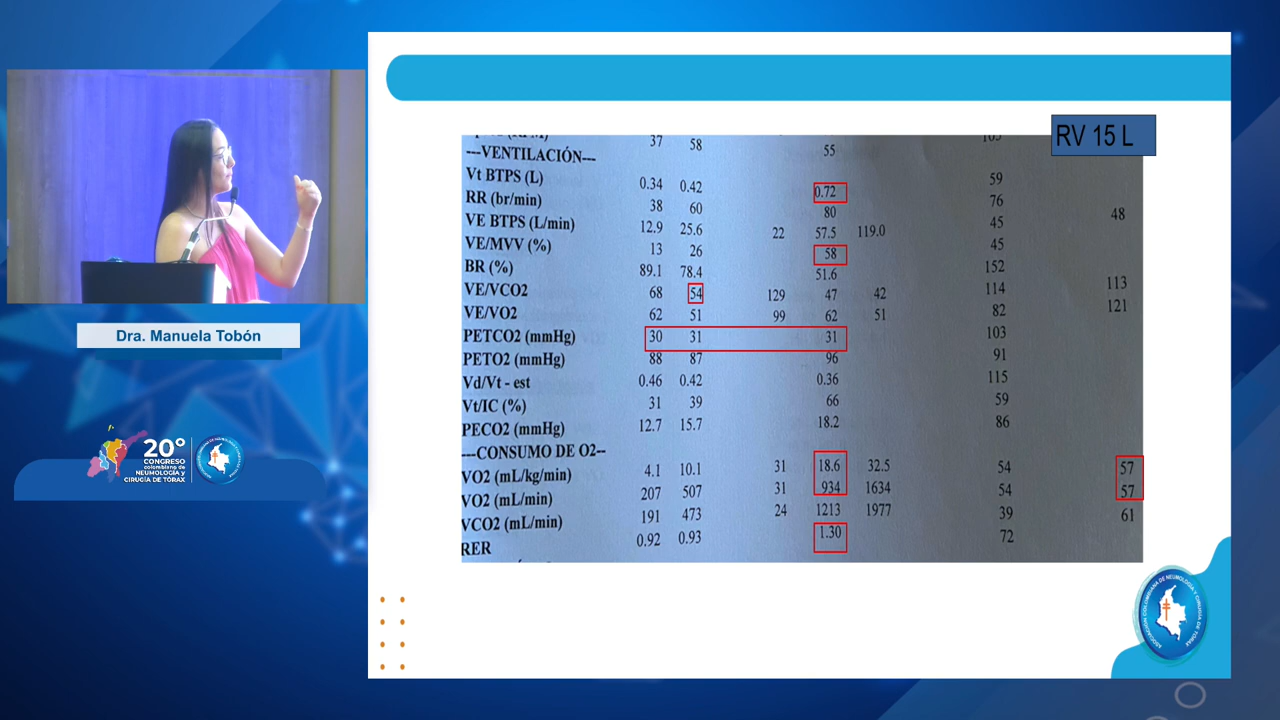 RV 15 L
37 58 55
---VENTILACIÓN---
Vt BTPS (L) 0.34 0.42 0.72 59
RR (br/min) 38 60 80 76
VE BTPS (L/min) 12.9 25.6 22 57.5 119.0 45 48
VE/MVV (%) 13 26 58 45
BR (%) 89.1 78.4 51.6 152
VE/VCO2 68 54 129 47 42 114 113
VE/VO2 62 51 99 62 51 82 121
PETCO2 (mmHg) 30 31 31 103
PETO2 (mmHg) 88 87 96 91
Vd/Vt - est 0.46 0.42 0.36 115
Vt/IC (%) 31 39 66 59
PECO2 (mmHg) 12.7 15.7 18.2 86
---CONSUMO DE O2--
VO2 (mL/kg/min) 4.1 10.1 31 18.6 32.5 54 57
VO2 (mL/min) 207 507 31 934 1634 54 57
VCO2 (mL/min) 191 473 24 1213 1977 39 61
RER 0.92 0.93 1.30 72
Dra. Manuela Tobón
20°
CONGRESO
colombiano de
NEUMOLOGÍA y
CIRUGÍA DE TÓRAX
ASOCIACIÓN COLOMBIANA DE NEUMOLOGÍA Y CIRUGÍA DE TÓRAX